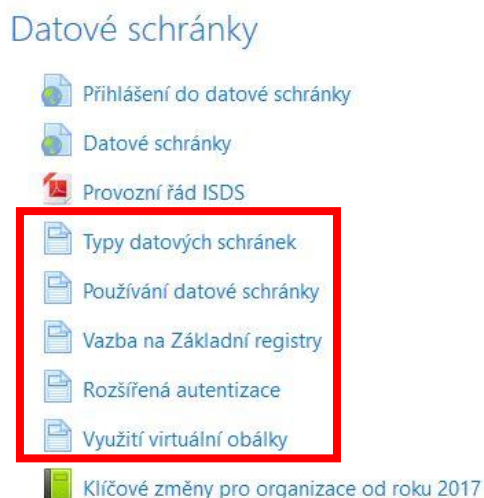 Datové schránky
Přihlášení do datové schránky
Datové schránky
Provozní řád ISDS
Typy datových schránek
Používání datové schránky
Vazba na Základní registry
Rozšířená autentizace
Využití virtuální obálky
Klíčové změny pro organizace od roku 2017